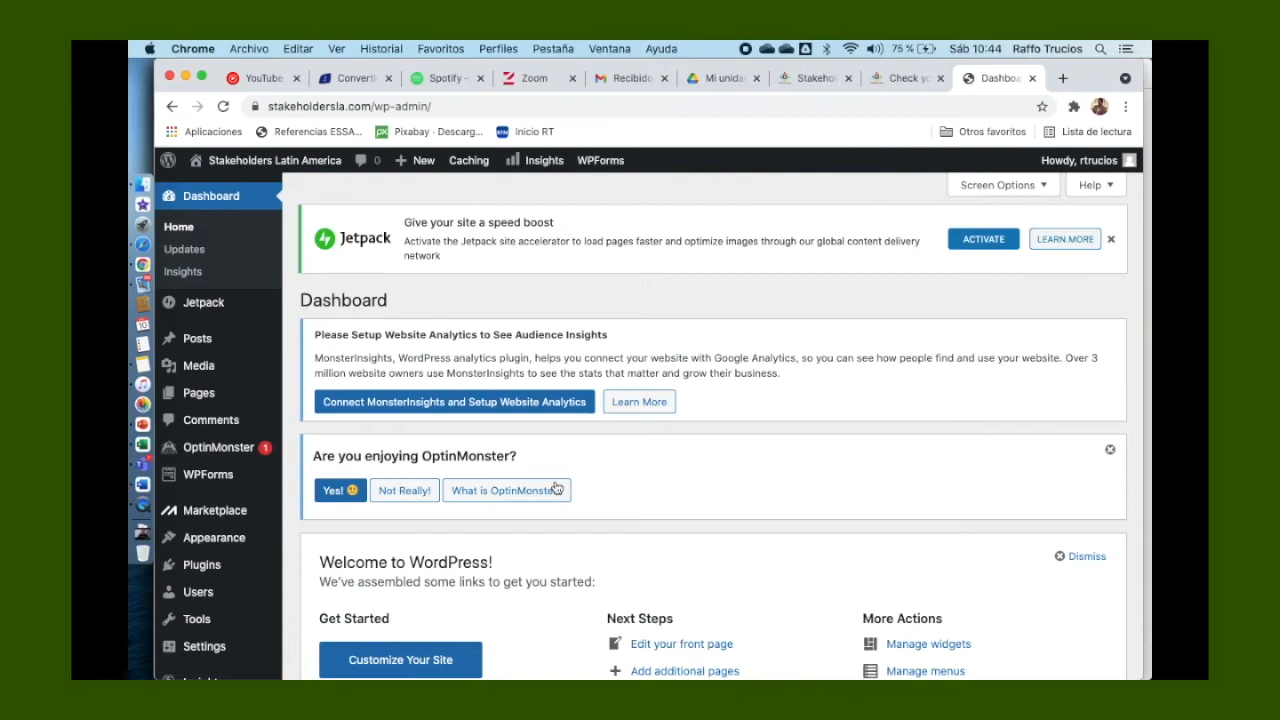 Chrome Archivo Editar Ver Historial Favoritos Perfiles Pestaña Ventana Ayuda 75 % Sáb 10:44 Raffo Trucios
YouTube Converti Spotify – Zoom Recibido Mi unida Stakehol Check yo Dashboa
stakeholdersla.com/wp-admin/
Aplicaciones Referencias ESSA... Pixabay - Descarg... Inicio RT Otros favoritos Lista de lectura
Stakeholders Latin America 0 New Caching Insights WPForms Howdy, rtrucios
Screen Options Help
Dashboard
Home
Updates
Insights
Jetpack
Posts
Media
Pages
Comments
OptinMonster 1
WPForms
Marketplace
Appearance
Plugins
Users
Tools
Settings
Jetpack
Give your site a speed boost
Activate the Jetpack site accelerator to load pages faster and optimize images through our global content delivery
network
ACTIVATE LEARN MORE
Dashboard
Please Setup Website Analytics to See Audience Insights
MonsterInsights, WordPress analytics plugin, helps you connect your website with Google Analytics, so you can see how people find and use your website. Over 3
million website owners use MonsterInsights to see the stats that matter and grow their business.
Connect MonsterInsights and Setup Website Analytics Learn More
Are you enjoying OptinMonster?
Yes! 🙂 Not Really! What is OptinMonste
Welcome to WordPress!
Dismiss
We've assembled some links to get you started:
Get Started
Customize Your Site
Next Steps
Edit your front page
Add additional pages
More Actions
Manage widgets
Manage menus